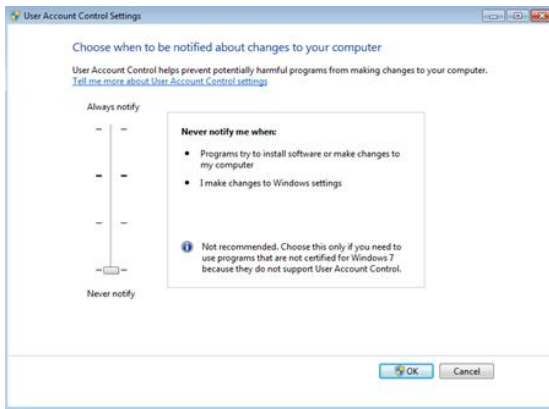 User Account Control Settings
Choose when to be notified about changes to your computer
User Account Control helps prevent potentially harmful programs from making changes to your computer.
Tell me more about User Account Control settings
Always notify
Never notify me when:
Programs try to install software or make changes to
my computer
I make changes to Windows settings
Not recommended. Choose this only if you need to
use programs that are not certified for Windows 7
because they do not support User Account Control.
Never notify
OK
Cancel